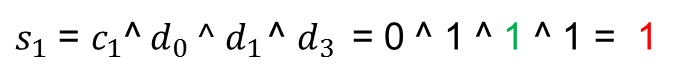 s₁ = c₁^ d₀ ^ d₁^ d₃ = 0 ^ 1 ^ 1 ^ 1 = 1